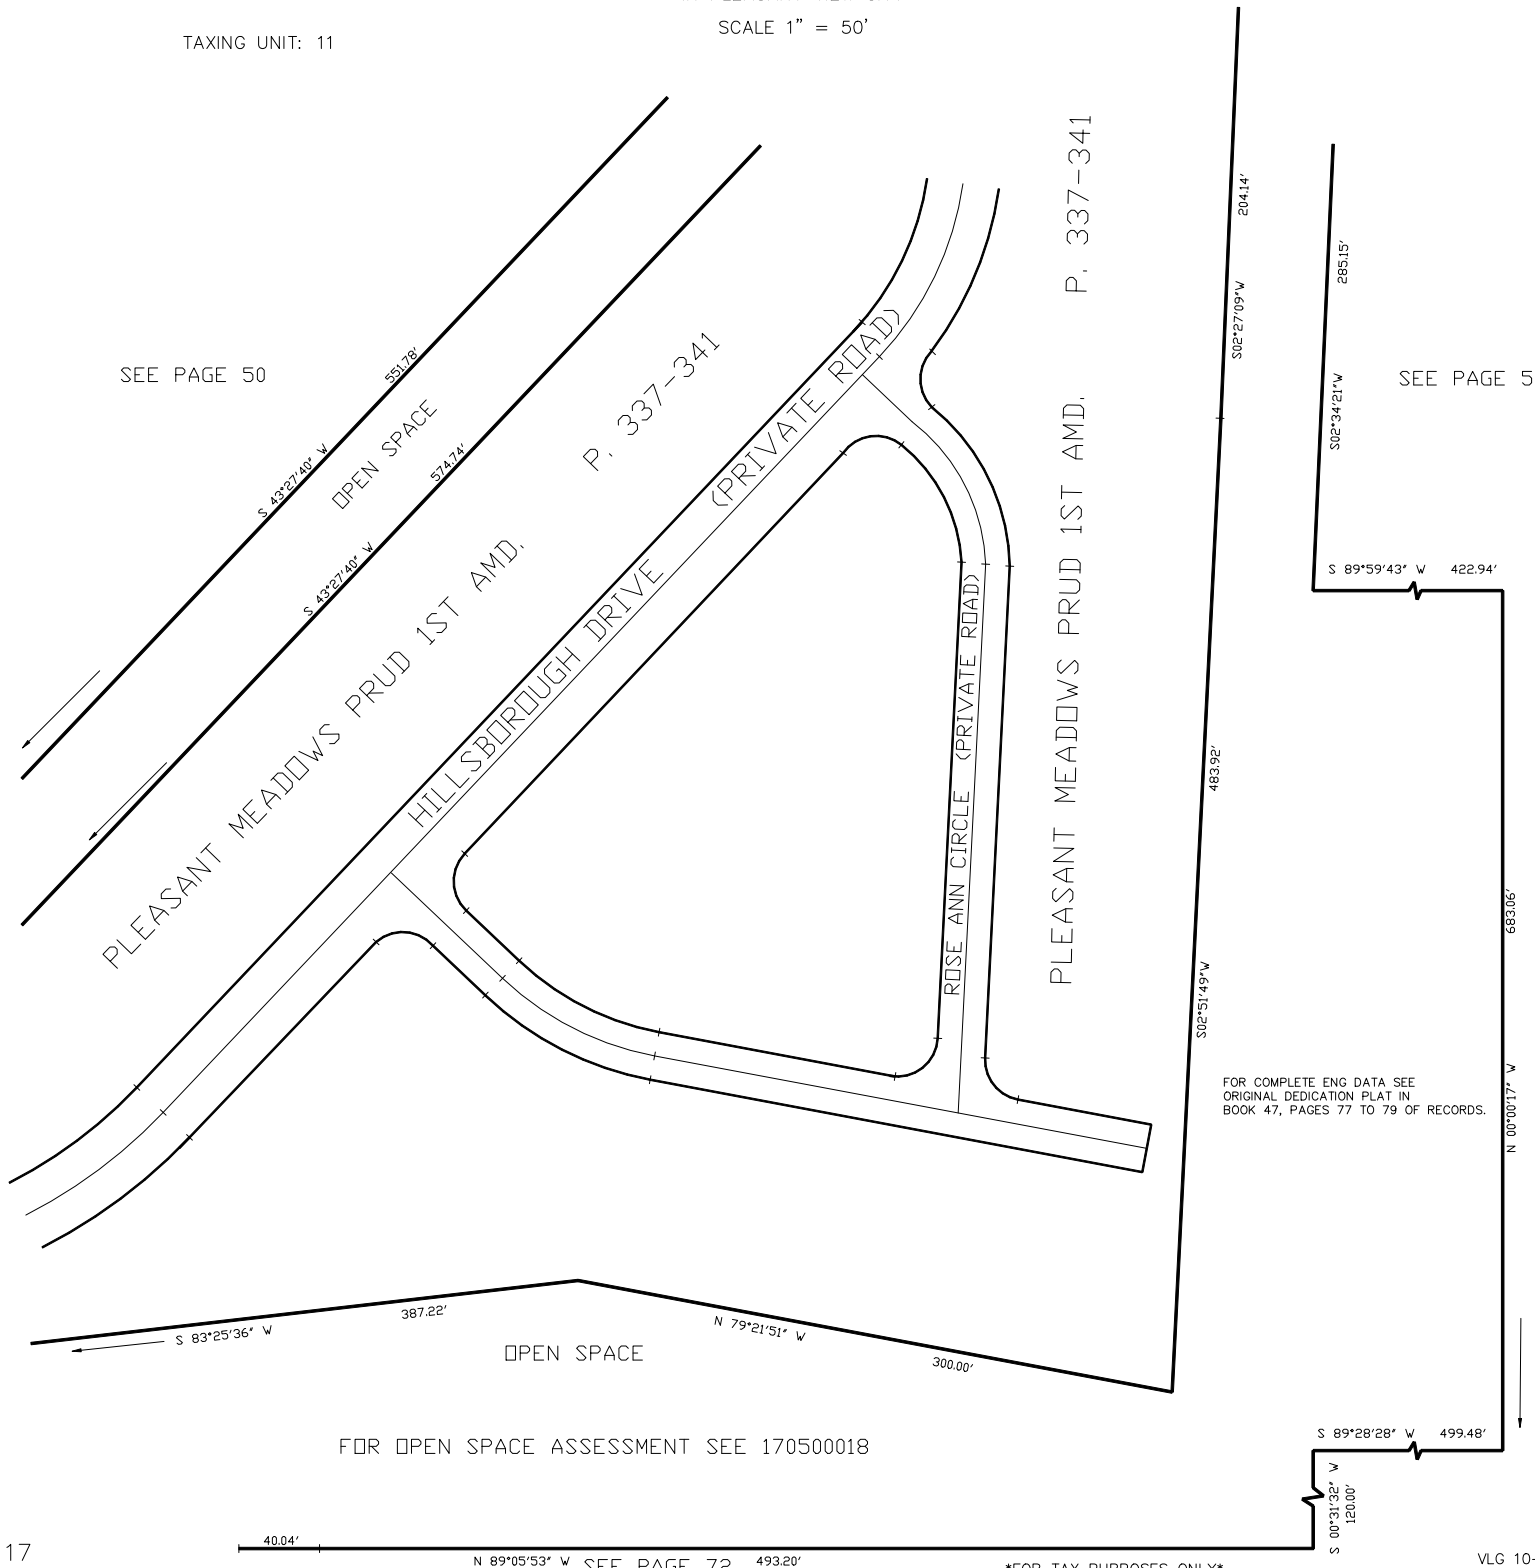 SCALE 1" = 50'
TAXING UNIT: 11
P. 337-341
204.14'
285.15'
S02°27'09"W
SEE PAGE 50
551.78'
OPEN SPACE
S 43°27'40" W
574.74'
S 43°27'40" W
P. 337-341
PLEASANT MEADOWS PRUD 1ST AMD.
HILLSBOROUGH DRIVE (PRIVATE ROAD)
ROSE ANN CIRCLE (PRIVATE ROAD)
PLEASANT MEADOWS PRUD 1ST AMD.
S02°34'21"W
SEE PAGE 5
S 89°59'43" W 422.94'
483.92'
683.06'
S02°51'49"W
N 00°00'17" W
FOR COMPLETE ENG DATA SEE
ORIGINAL DEDICATION PLAT IN
BOOK 47, PAGES 77 TO 79 OF RECORDS.
387.22'
S 83°25'36" W
N 79°21'51" W
300.00'
OPEN SPACE
FOR OPEN SPACE ASSESSMENT SEE 170500018
S 89°28'28" W 499.48'
S 00°31'32" W
120.00'
40.04'
17
N 89°05'53" W SEE PAGE 72 493.20'
*FOR TAX PURPOSES ONLY*
VLG 10-